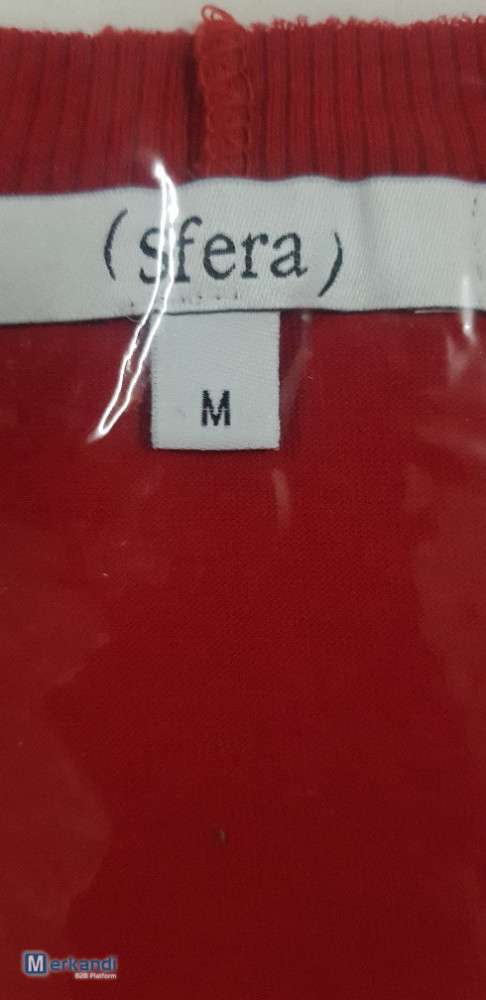 (sfera)
M
Merkandi
B2B Platform